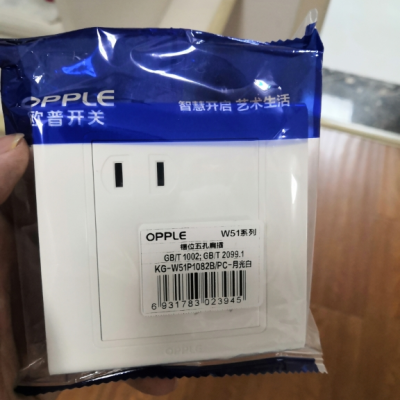 OPPLE
欧普开关
智慧开启 艺术生活
OPPLE
W51系列
错位五孔插座
GB/T 1002; GB/T 2099.1
KG-W51P1082B/PC-月光白
6 931783 023945
OPPLE